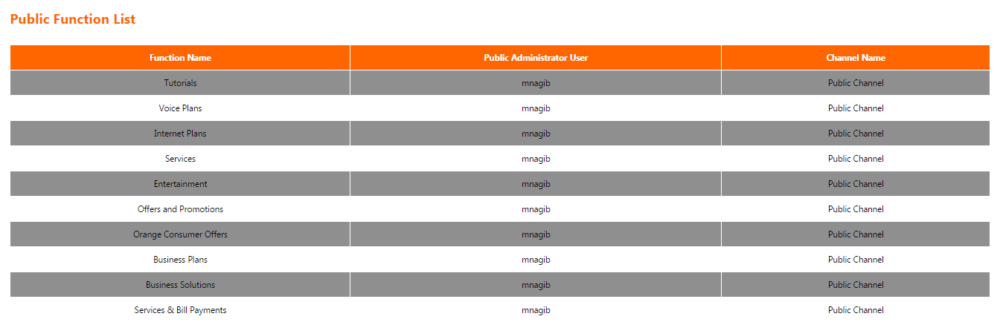 Public Function List
Function Name Public Administrator User Channel Name
Tutorials mnagib Public Channel
Voice Plans mnagib Public Channel
Internet Plans mnagib Public Channel
Services mnagib Public Channel
Entertainment mnagib Public Channel
Offers and Promotions mnagib Public Channel
Orange Consumer Offers mnagib Public Channel
Business Plans mnagib Public Channel
Business Solutions mnagib Public Channel
Services & Bill Payments mnagib Public Channel